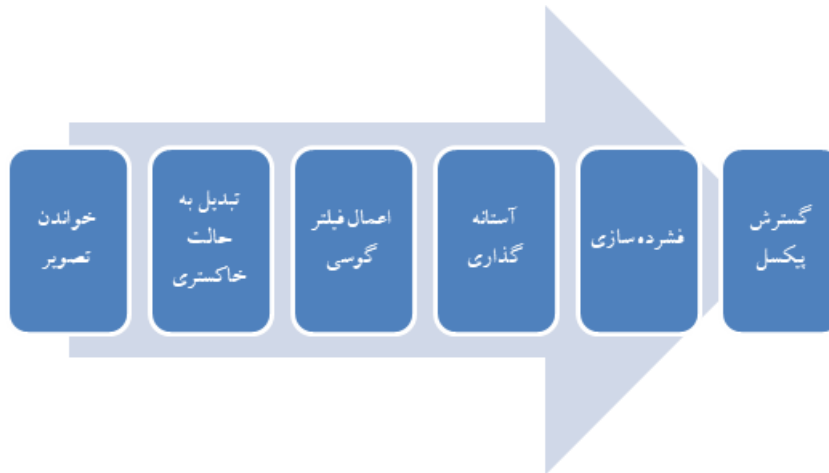 خواندن
تصویر
تبدیل به
حالت
خاکستری
اعمال فیلتر
گوسی
آستانه
گذاری
فشرده سازی
گسترش
پیکسل